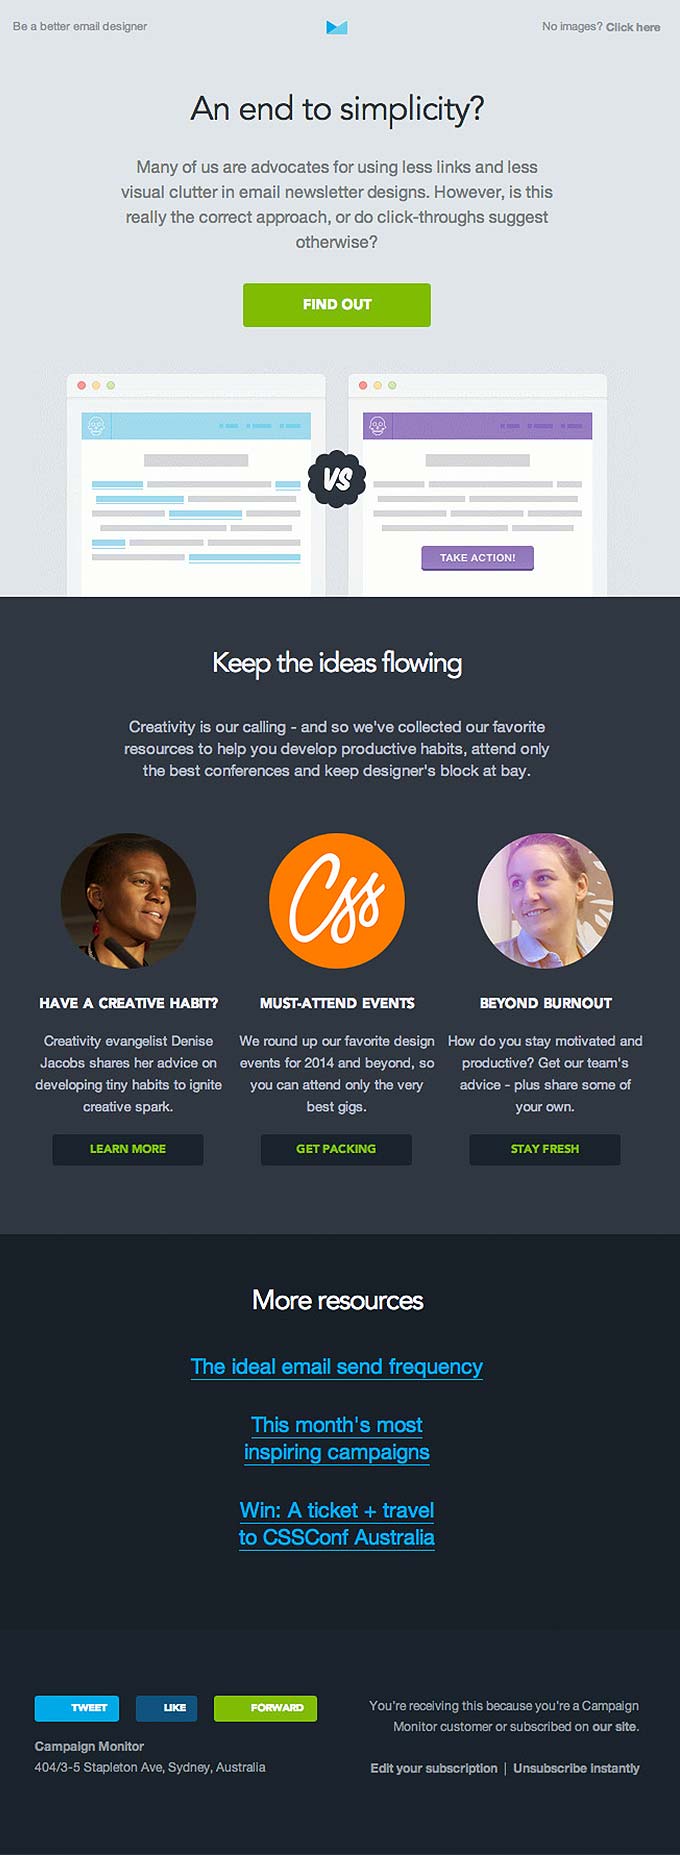 Be a better email designer
No images? Click here
An end to simplicity?
Many of us are advocates for using less links and less
visual clutter in email newsletter designs. However, is this
really the correct approach, or do click-throughs suggest
otherwise?
FIND OUT
VS
TAKE ACTION!
Keep the ideas flowing
Creativity is our calling - and so we've collected our favorite
resources to help you develop productive habits, attend only
the best conferences and keep designer's block at bay.
Css
HAVE A CREATIVE HABIT?
Creativity evangelist Denise
Jacobs shares her advice on
developing tiny habits to ignite
creative spark.
LEARN MORE
MUST-ATTEND EVENTS
We round up our favorite design
events for 2014 and beyond, so
you can attend only the very
best gigs.
GET PACKING
BEYOND BURNOUT
How do you stay motivated and
productive? Get our team's
advice - plus share some of
your own.
STAY FRESH
More resources
The ideal email send frequency
This month's most
inspiring campaigns
Win: A ticket + travel
to CSSConf Australia
TWEET
LIKE
FORWARD
Campaign Monitor
404/3-5 Stapleton Ave, Sydney, Australia
You're receiving this because you're a Campaign
Monitor customer or subscribed on our site.
Edit your subscription | Unsubscribe instantly